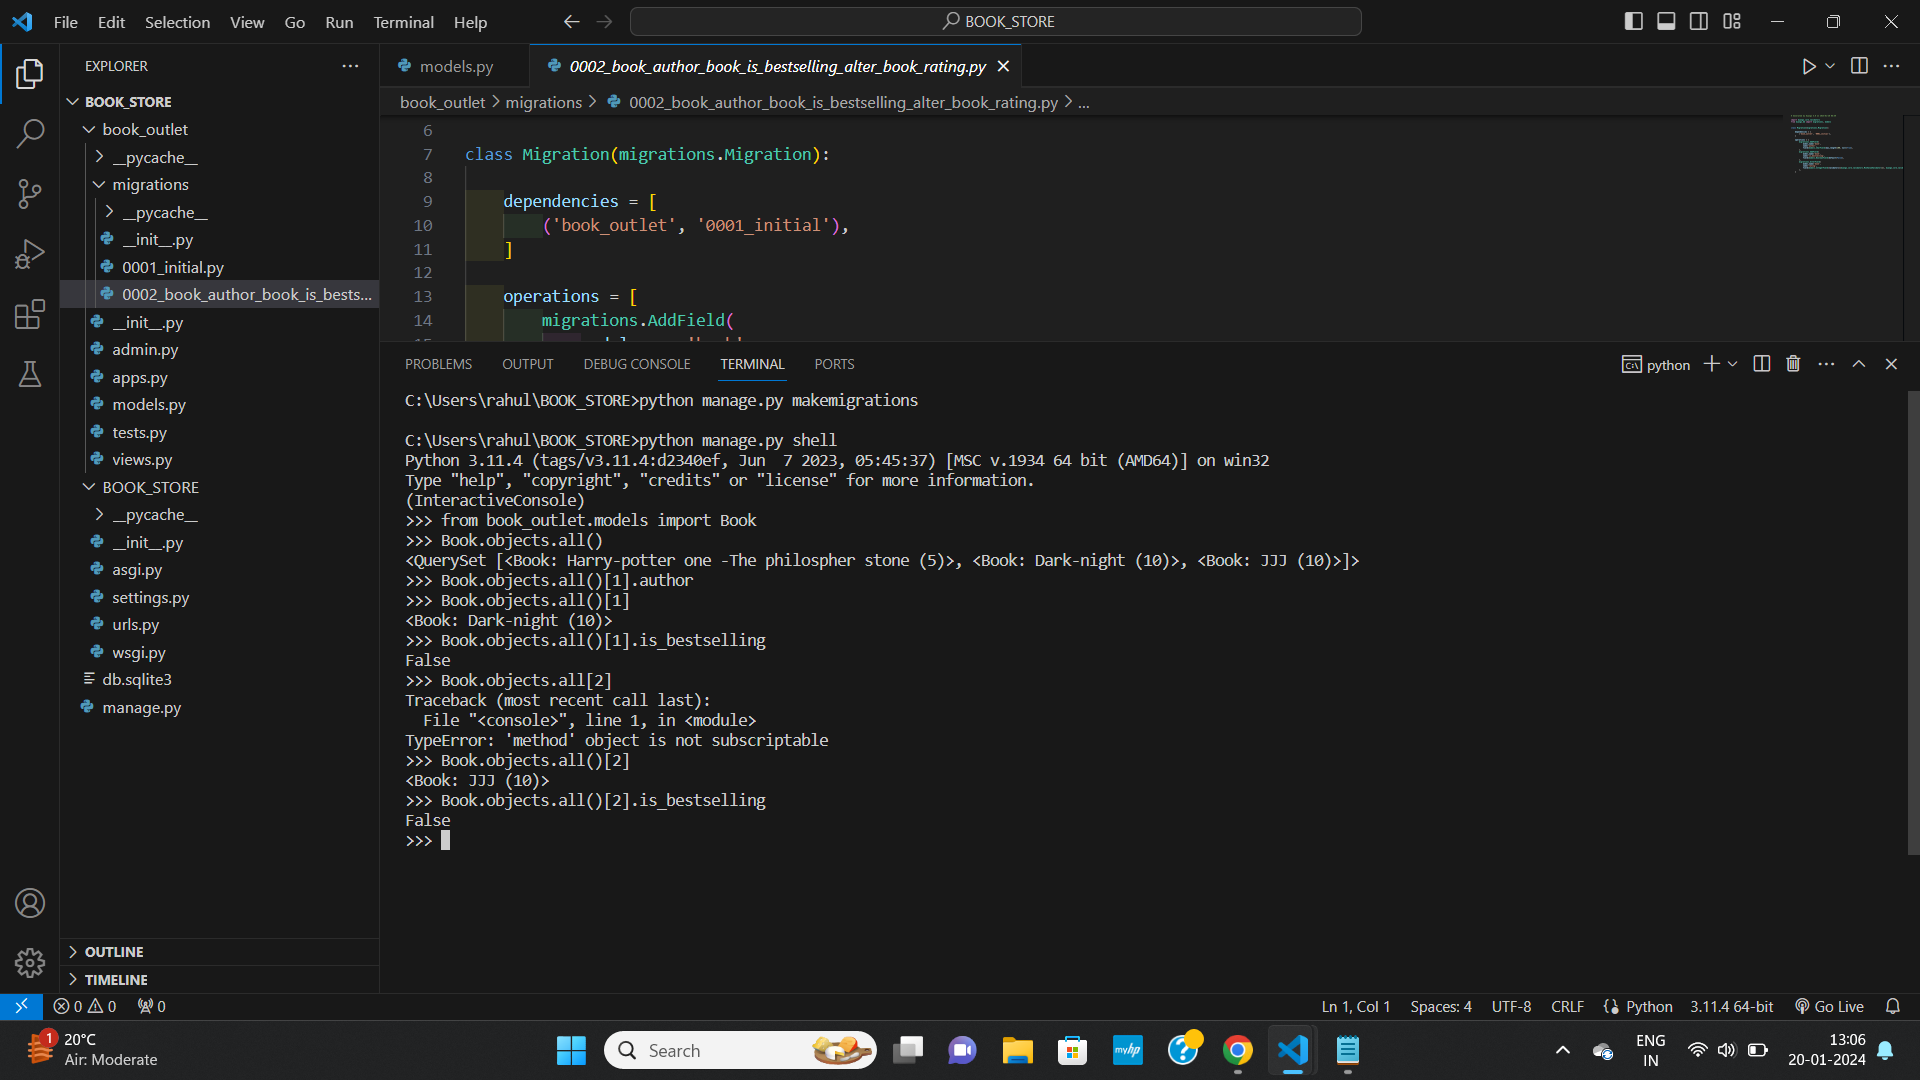 File Edit Selection View Go Run Terminal Help
BOOK_STORE
EXPLORER
BOOK_STORE
book_outlet
__pycache__
migrations
__pycache__
__init__.py
0001_initial.py
0002_book_author_book_is_bests...
__init__.py
admin.py
apps.py
models.py
tests.py
views.py
BOOK_STORE
__pycache__
__init__.py
asgi.py
settings.py
urls.py
wsgi.py
db.sqlite3
manage.py
OUTLINE
TIMELINE
models.py
0002_book_author_book_is_bestselling_alter_book_rating.py
book_outlet > migrations > 0002_book_author_book_is_bestselling_alter_book_rating.py > ...
6
7 class Migration(migrations.Migration):
8
9 dependencies = [
10 ('book_outlet', '0001_initial'),
11 ]
12
13 operations = [
14 migrations.AddField(
PROBLEMS OUTPUT DEBUG CONSOLE TERMINAL PORTS
python
C:\Users\rahul\BOOK_STORE>python manage.py makemigrations
C:\Users\rahul\BOOK_STORE>python manage.py shell
Python 3.11.4 (tags/v3.11.4:d2340ef, Jun  7 2023, 05:45:37) [MSC v.1934 64 bit (AMD64)] on win32
Type "help", "copyright", "credits" or "license" for more information.
(InteractiveConsole)
>>> from book_outlet.models import Book
>>> Book.objects.all()
<QuerySet [<Book: Harry-potter one -The philospher stone (5)>, <Book: Dark-night (10)>, <Book: JJJ (10)>]>
>>> Book.objects.all()[1].author
>>> Book.objects.all()[1]
<Book: Dark-night (10)>
>>> Book.objects.all()[1].is_bestselling
False
>>> Book.objects.all[2]
Traceback (most recent call last):
  File "<console>", line 1, in <module>
TypeError: 'method' object is not subscriptable
>>> Book.objects.all()[2]
<Book: JJJ (10)>
>>> Book.objects.all()[2].is_bestselling
False
>>>
0 0 0
Ln 1, Col 1 Spaces: 4 UTF-8 CRLF Python 3.11.4 64-bit Go Live
1
20°C
Air: Moderate
Search
myhp
ENG
IN
13:06
20-01-2024